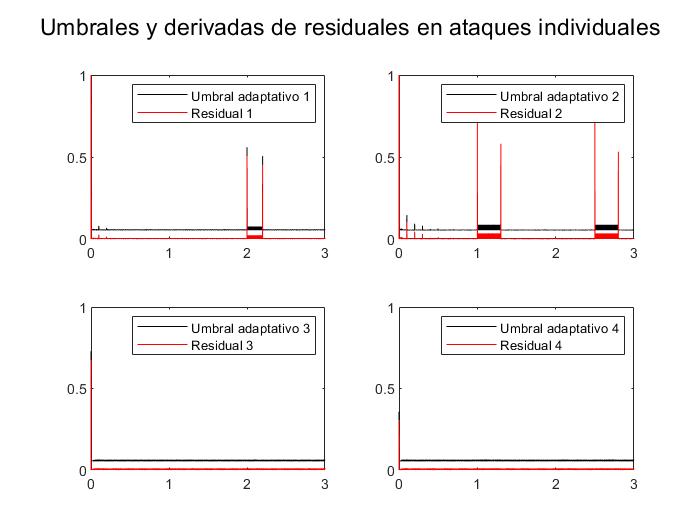 Umbrales y derivadas de residuales en ataques individuales
1
Umbral adaptativo 1
Residual 1
0.5
0
0 1 2 3
1
Umbral adaptativo 2
Residual 2
0.5
0
0 1 2 3
1
Umbral adaptativo 3
Residual 3
0.5
0
0 1 2 3
1
Umbral adaptativo 4
Residual 4
0.5
0
0 1 2 3